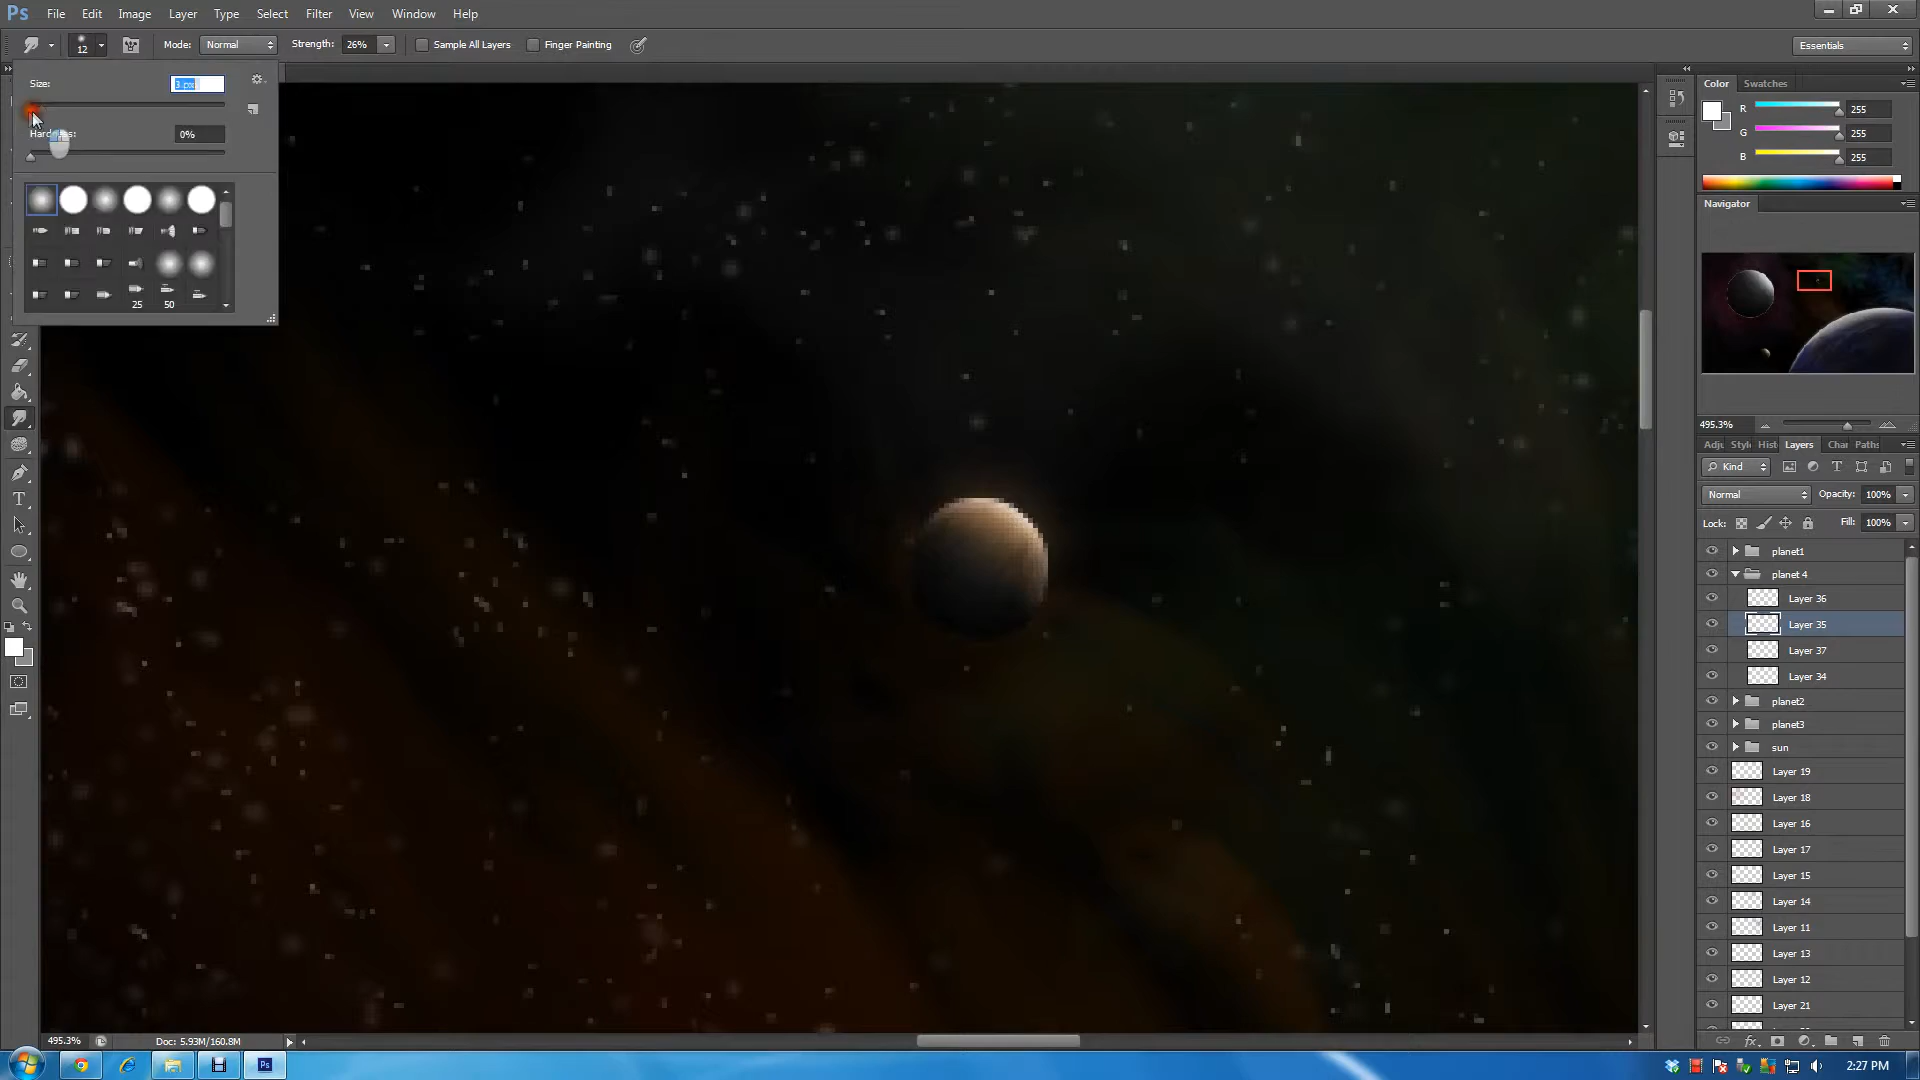 Ps File Edit Image Layer Type Select Filter View Window Help
12 Mode: Normal Strength: 26% Sample All Layers Finger Painting Essentials
Size: 3 px
Hardness: 0%
25 50
Color Swatches
R 255
G 255
B 255
Navigator
495.3%
Layers Paths
Kind
Normal Opacity: 100%
Lock: Fill: 100%
planet1
planet 4
Layer 36
Layer 35
Layer 37
Layer 34
planet2
planet3
sun
Layer 19
Layer 18
Layer 16
Layer 17
Layer 15
Layer 14
Layer 11
Layer 13
Layer 12
Layer 21
T
495.3% Doc: 5.93M/160.8M
Ps 2:27 PM